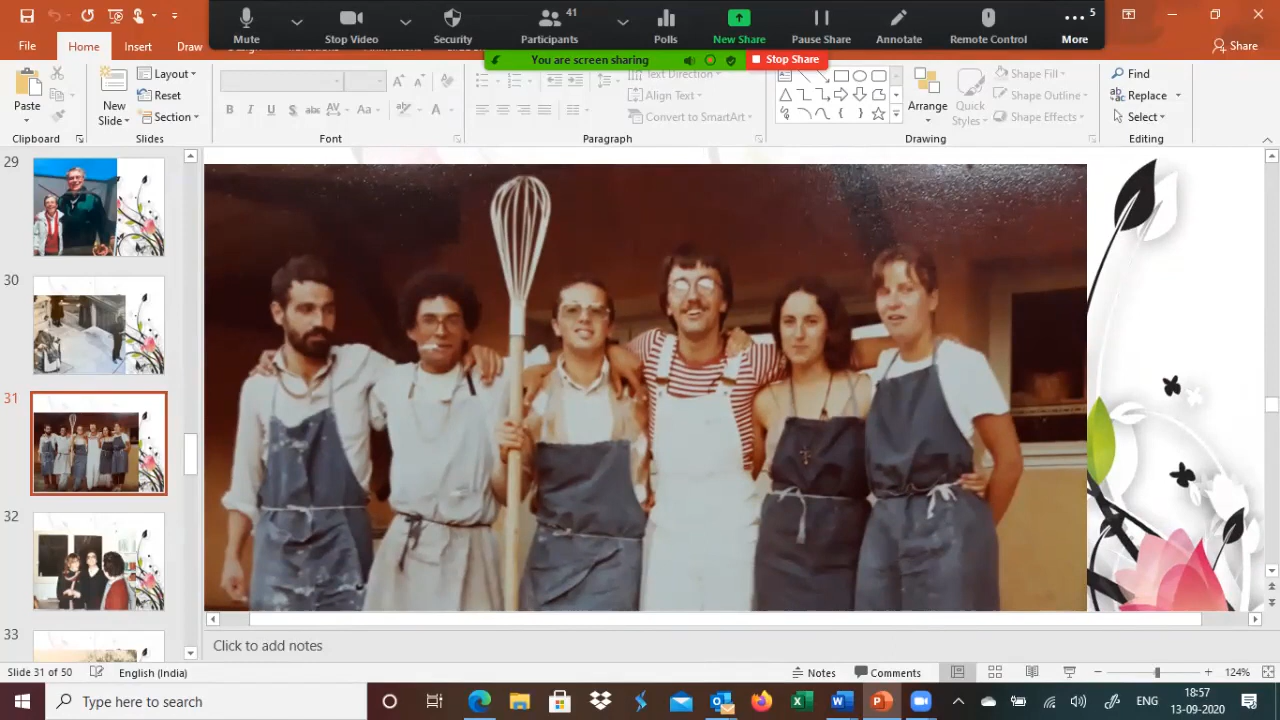 41
5
Mute
Stop Video
Security
Participants
Polls
New Share
Pause Share
Annotate
Remote Control
More
You are screen sharing
Stop Share
File
Home
Insert
Draw
Share
Paste
New
Slide
Layout
Reset
Section
B I U S abc AV Aa
A A
Text Direction
Align Text
Convert to SmartArt
Arrange
Quick
Styles
Shape Fill
Shape Outline
Shape Effects
Find
Replace
Select
Clipboard
Slides
Font
Paragraph
Drawing
Editing
29
30
31
32
33
Click to add notes
Slide 31 of 50
English (India)
Notes
Comments
124%
Type here to search
ENG
18:57
13-09-2020